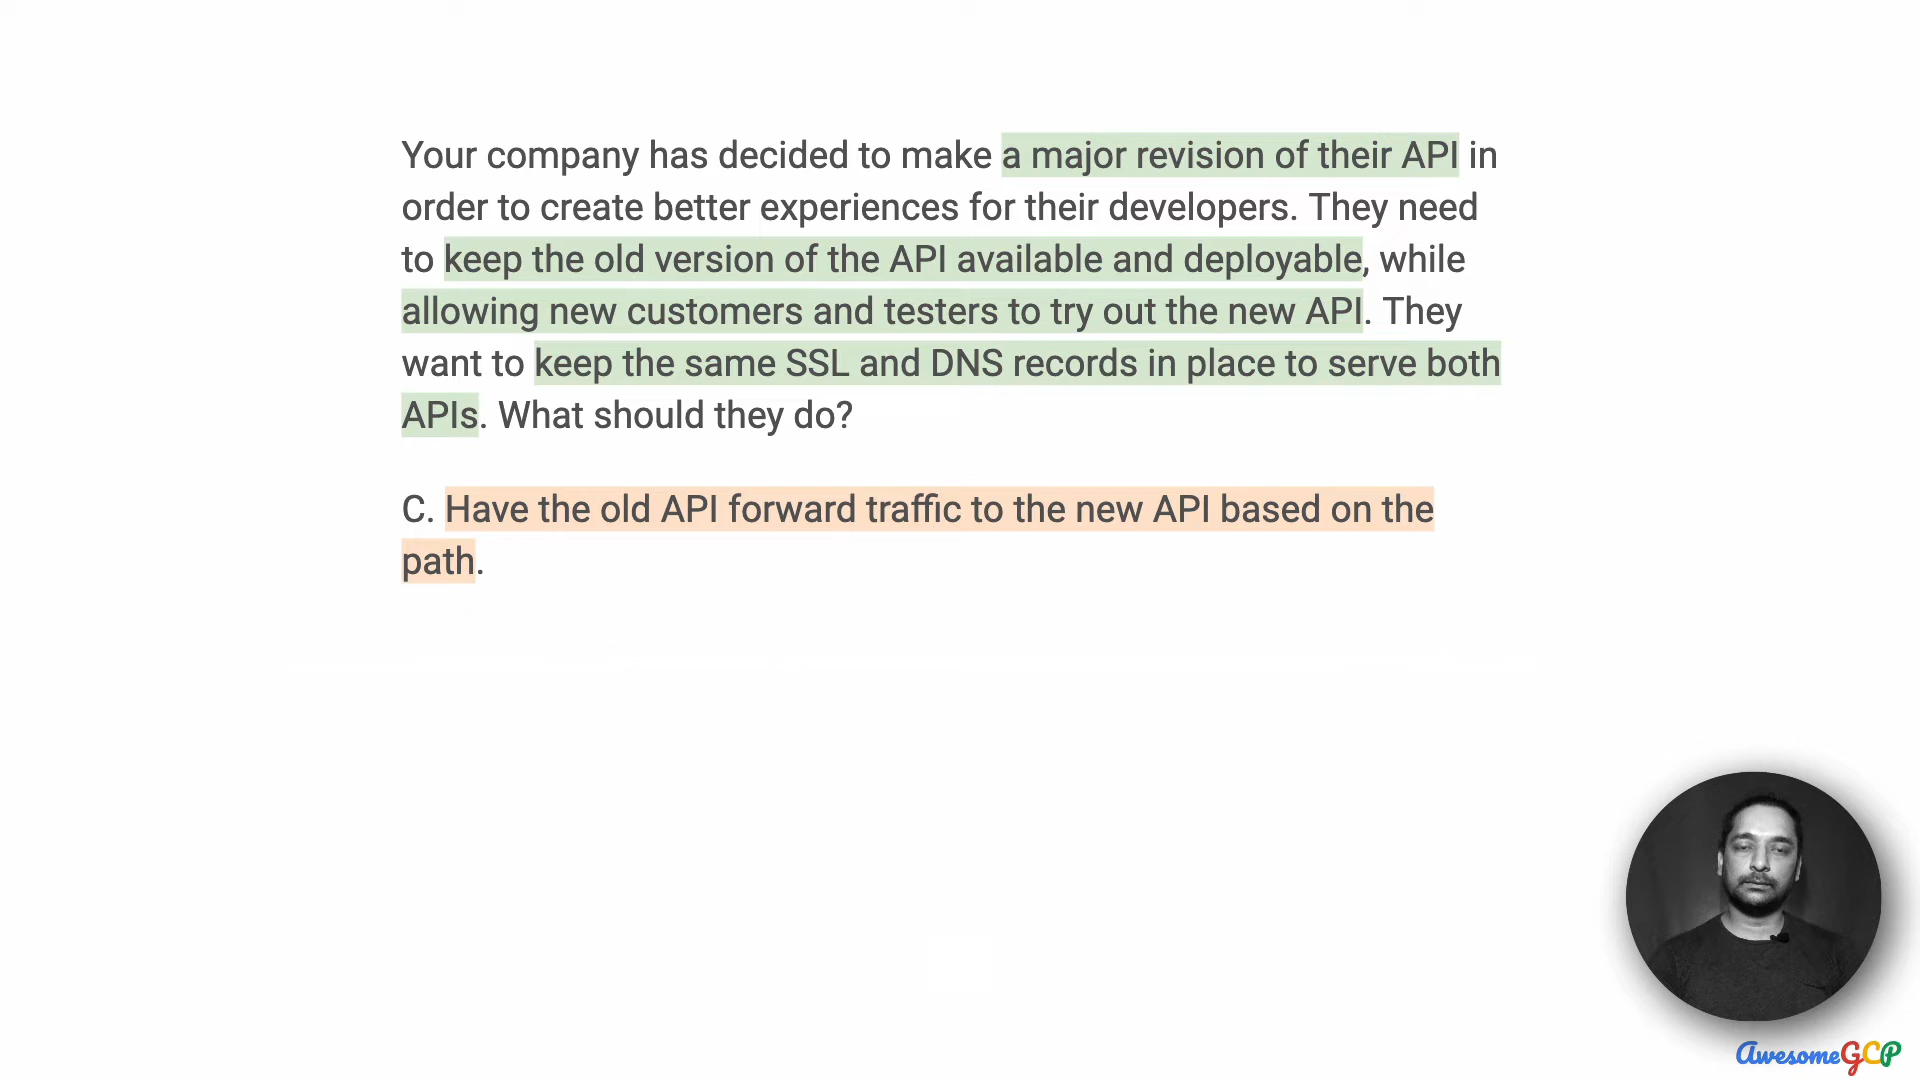 Your company has decided to make a major revision of their API in
order to create better experiences for their developers. They need
to keep the old version of the API available and deployable, while
allowing new customers and testers to try out the new API. They
want to keep the same SSL and DNS records in place to serve both
APIs. What should they do?
C. Have the old API forward traffic to the new API based on the
path.
AwesomeGCP